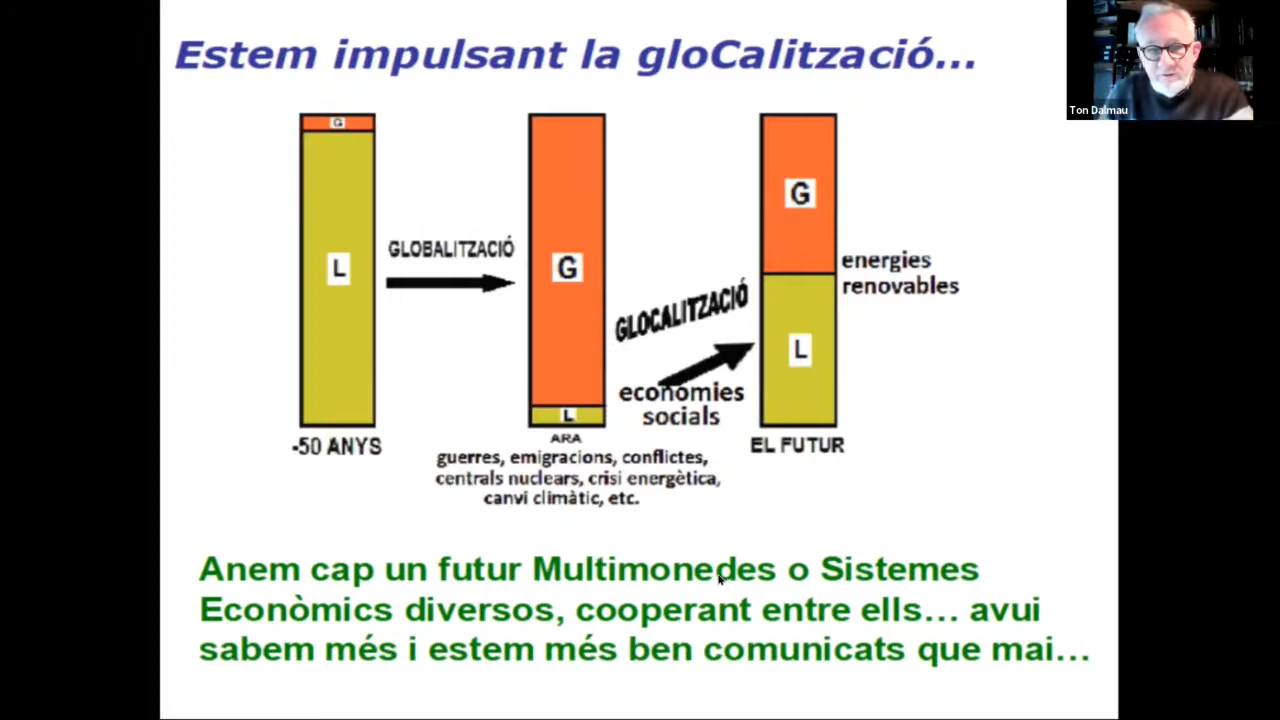 Estem impulsant la gloCalització...
Ton Dalmau
G
L
GLOBALITZACIÓ
G
L
GLOCALITZACIÓ
economies
socials
G
L
energies
renovables
-50 ANYS
ARA
EL FUTUR
guerres, emigracions, conflictes,
centrals nuclears, crisi energètica,
canvi climàtic, etc.
Anem cap un futur Multimonedes o Sistemes
Econòmics diversos, cooperant entre ells... avui
sabem més i estem més ben comunicats que mai...